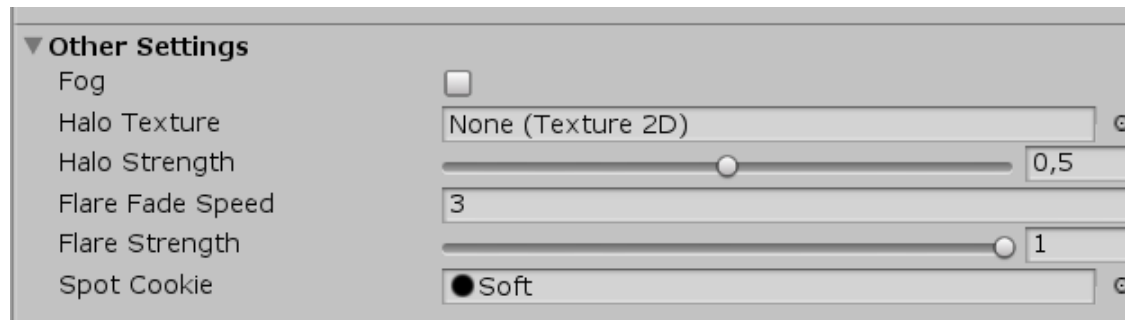 Other Settings
Fog
Halo Texture None (Texture 2D)
Halo Strength 0,5
Flare Fade Speed 3
Flare Strength 1
Spot Cookie Soft